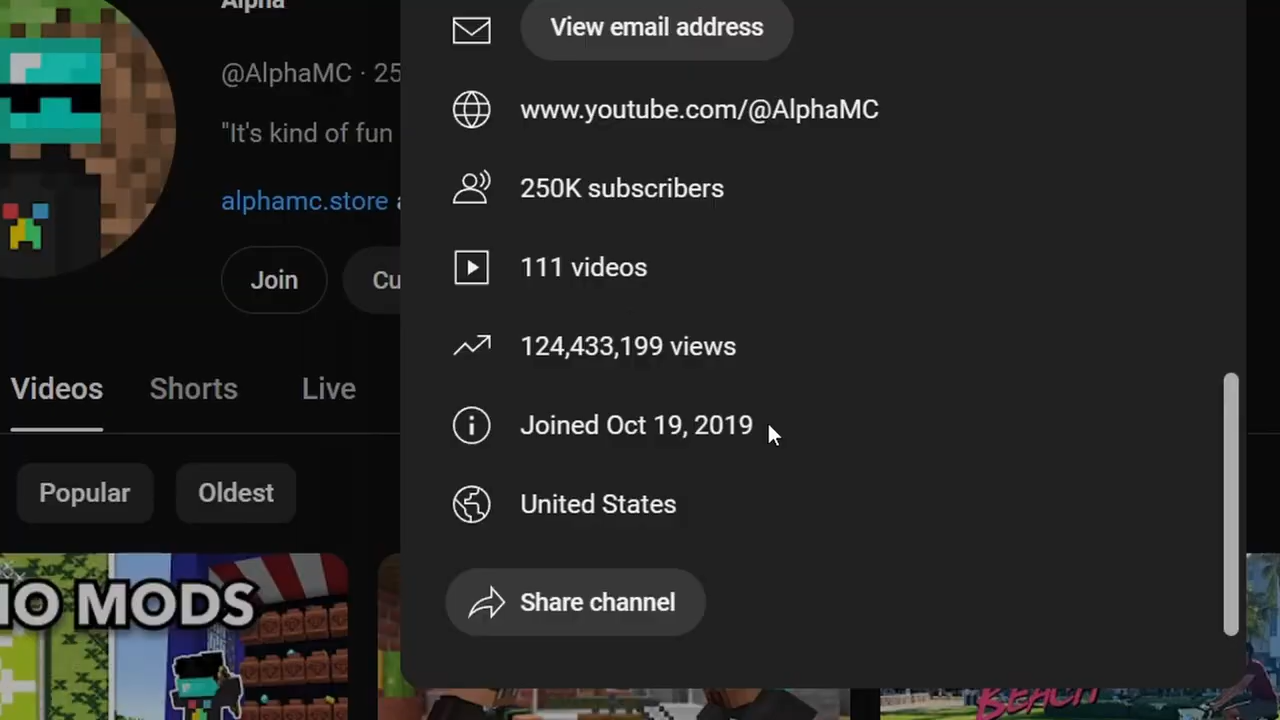 Alpha
@AlphaMC · 25
"It's kind of fun
alphamc.store
Join
Cu
Videos
Shorts
Live
Popular
Oldest
IO MODS
View email address
www.youtube.com/@AlphaMC
250K subscribers
111 videos
124,433,199 views
Joined Oct 19, 2019
United States
Share channel
BEACH